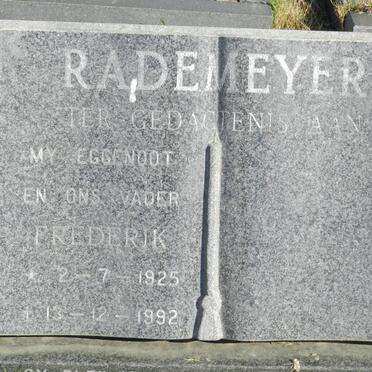 RADEMEYER
TER GEDAGTENIS AAN
MY EGGENOOT
EN ONS VADER
FREDERIK
* 2-7-1925
† 13-12-1992